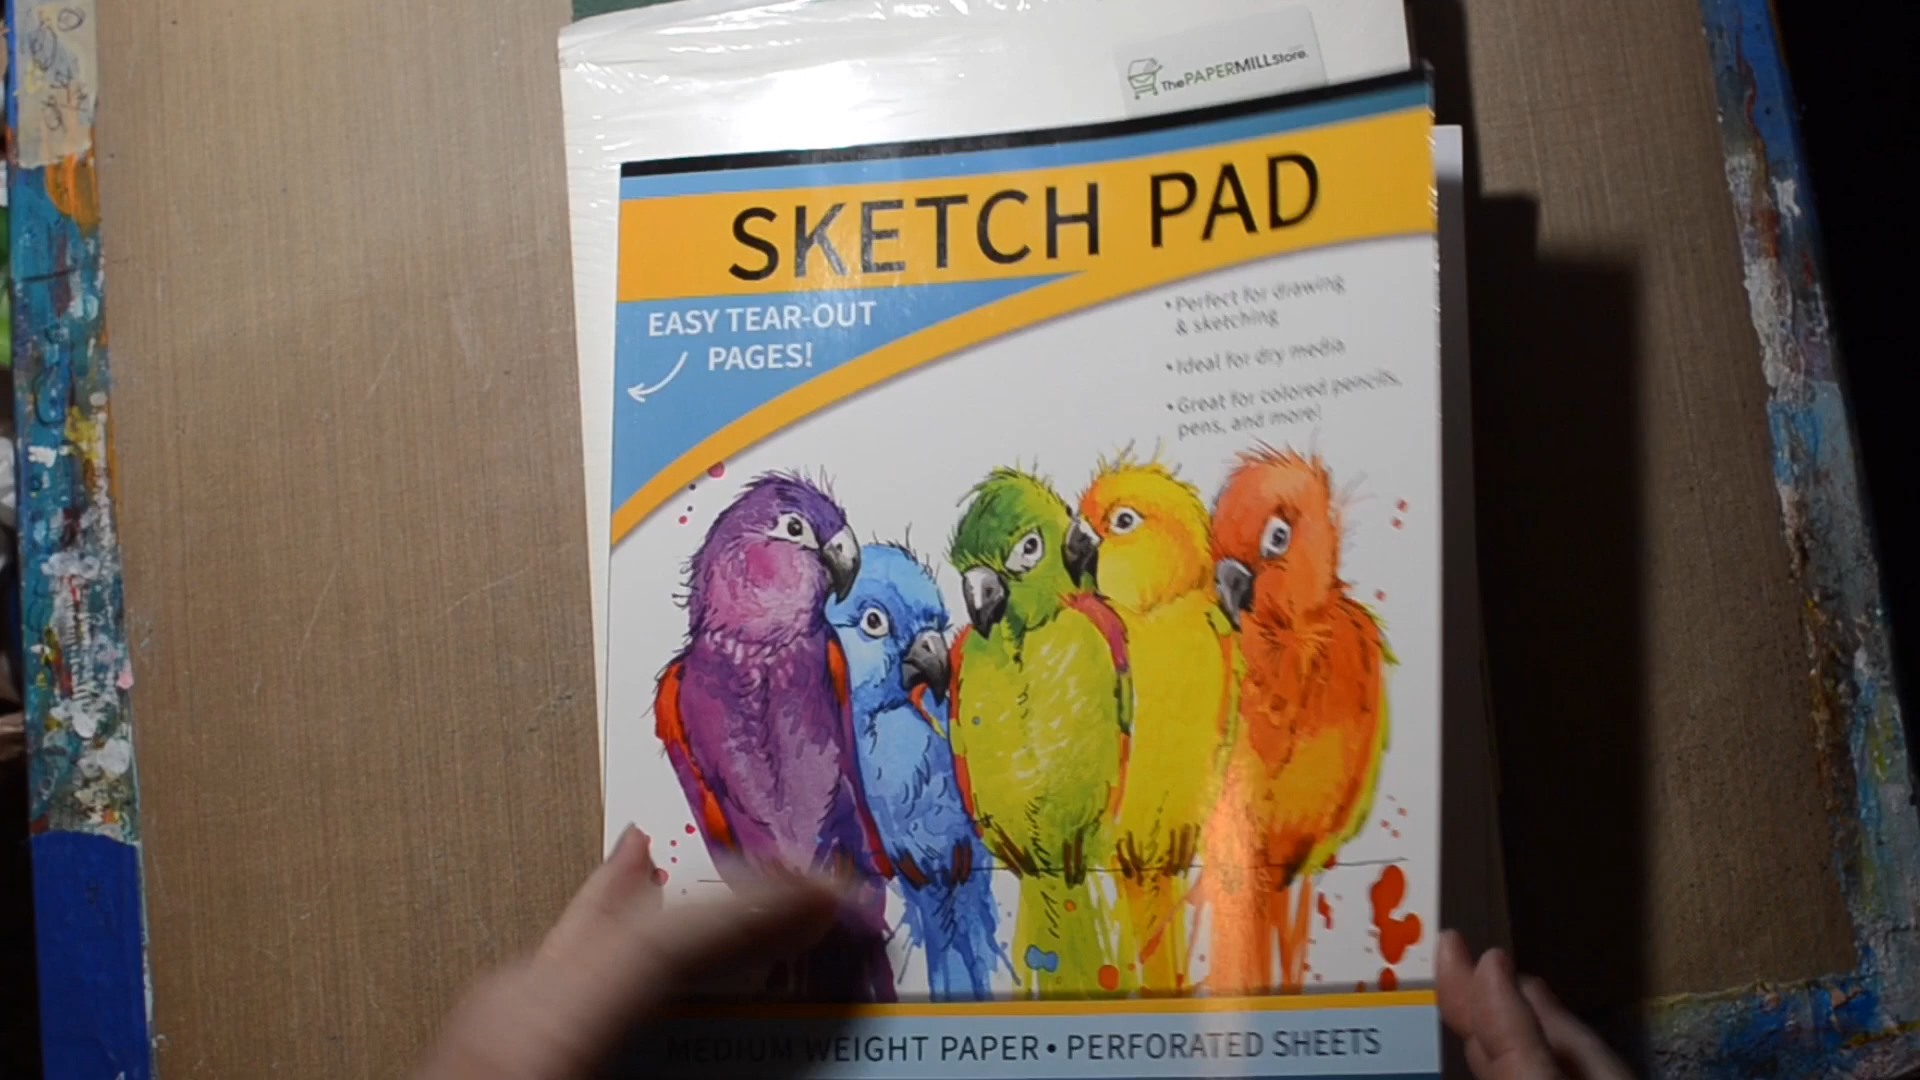 ThePAPERMILLstore.
SKETCH PAD
EASY TEAR-OUT
PAGES!
• Perfect for drawing
& sketching
• Ideal for dry media
• Great for colored pencils,
pens, and more!
MEDIUM WEIGHT PAPER • PERFORATED SHEETS